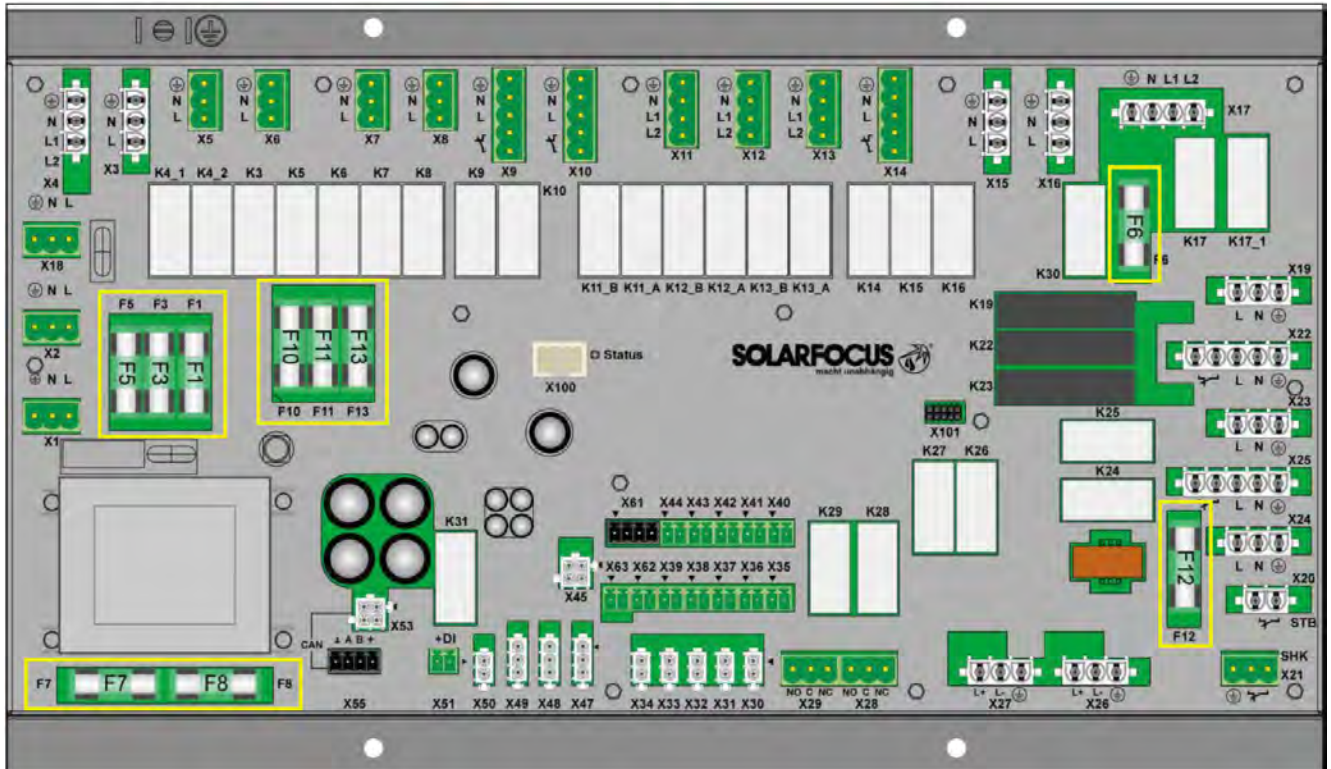 N L1 L2
N
L1
L2
X4
N
L
X3
N
L
X5
N
L
X6
N
L
X7
N
L
X8
N
L
X9
N
L
X10
N
L1
L2
X11
N
L1
L2
X12
N
L1
L2
X13
N
L
X14
N
L
X15
N
L
X16
X17
K4_1 K4_2 K3 K5 K6 K7 K8 K9 K10
K11_B K11_A K12_B K12_A K13_B K13_A
K14 K15 K16
K30
F6
F6
K17 K17_1
N L
X18
N L
X2
N L
X1
F5 F3 F1
F5 F3 F1
F10 F11 F13
F10 F11 F13
X100
Status
SOLARFOCUS
macht unabhängig
X101
K19
K22
K23
X19
L N
X22
L N
X23
L N
X25
L N
X24
L N
X20
STB
K25
K24
K27 K26
K31
X61 X44 X43 X42 X41 X40
X63 X62 X39 X38 X37 X36 X35
K29 K28
X45
X53
CAN
A B +
X55
+DI
X51
X50 X49 X48 X47
X34 X33 X32 X31 X30
NO C NC
X29
NO C NC
X28
L+ L-
X27
L+ L-
X26
F12
F12
SHK
X21
F7 F7 F8 F8